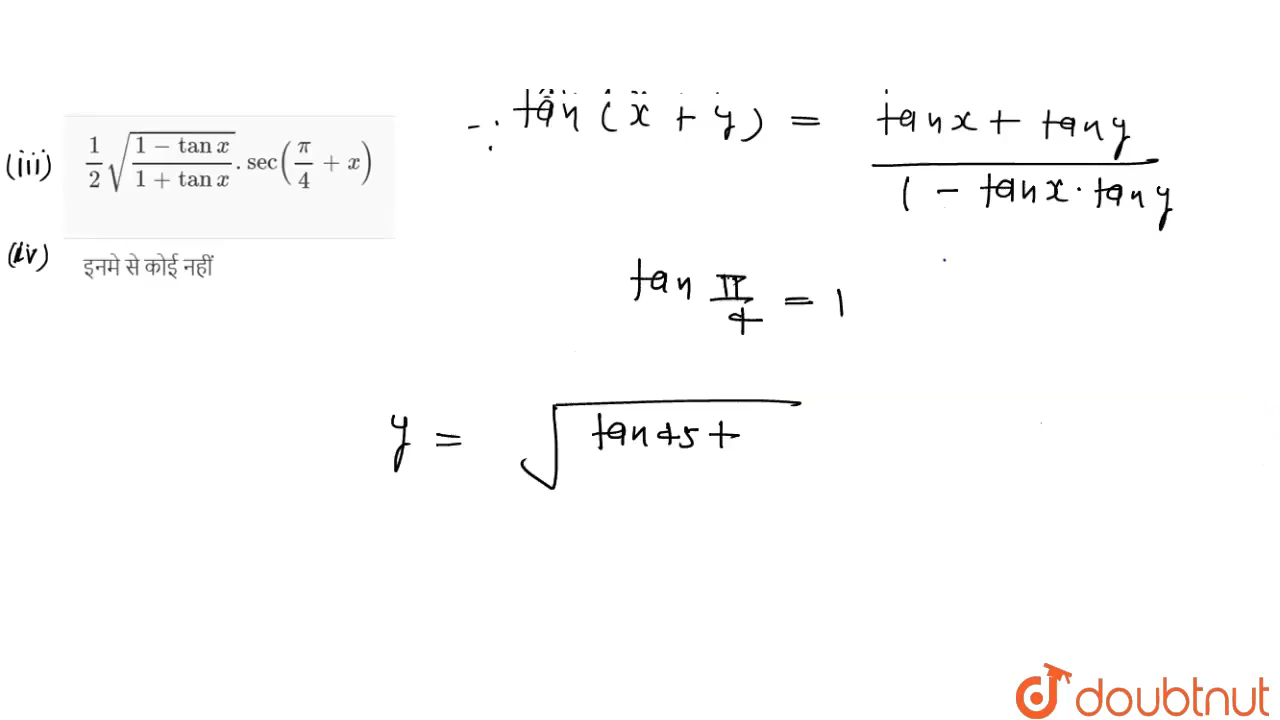 ∵ tan (x + y) = tan x + tan y / 1 - tan x · tan y
(iii) 1/2 √((1 − tan x)/(1 + tan x)) . sec(π/4 + x)
(iv) इनमे से कोई नहीं
tan π/4 = 1
y = √(tan 45 +
doubtnut